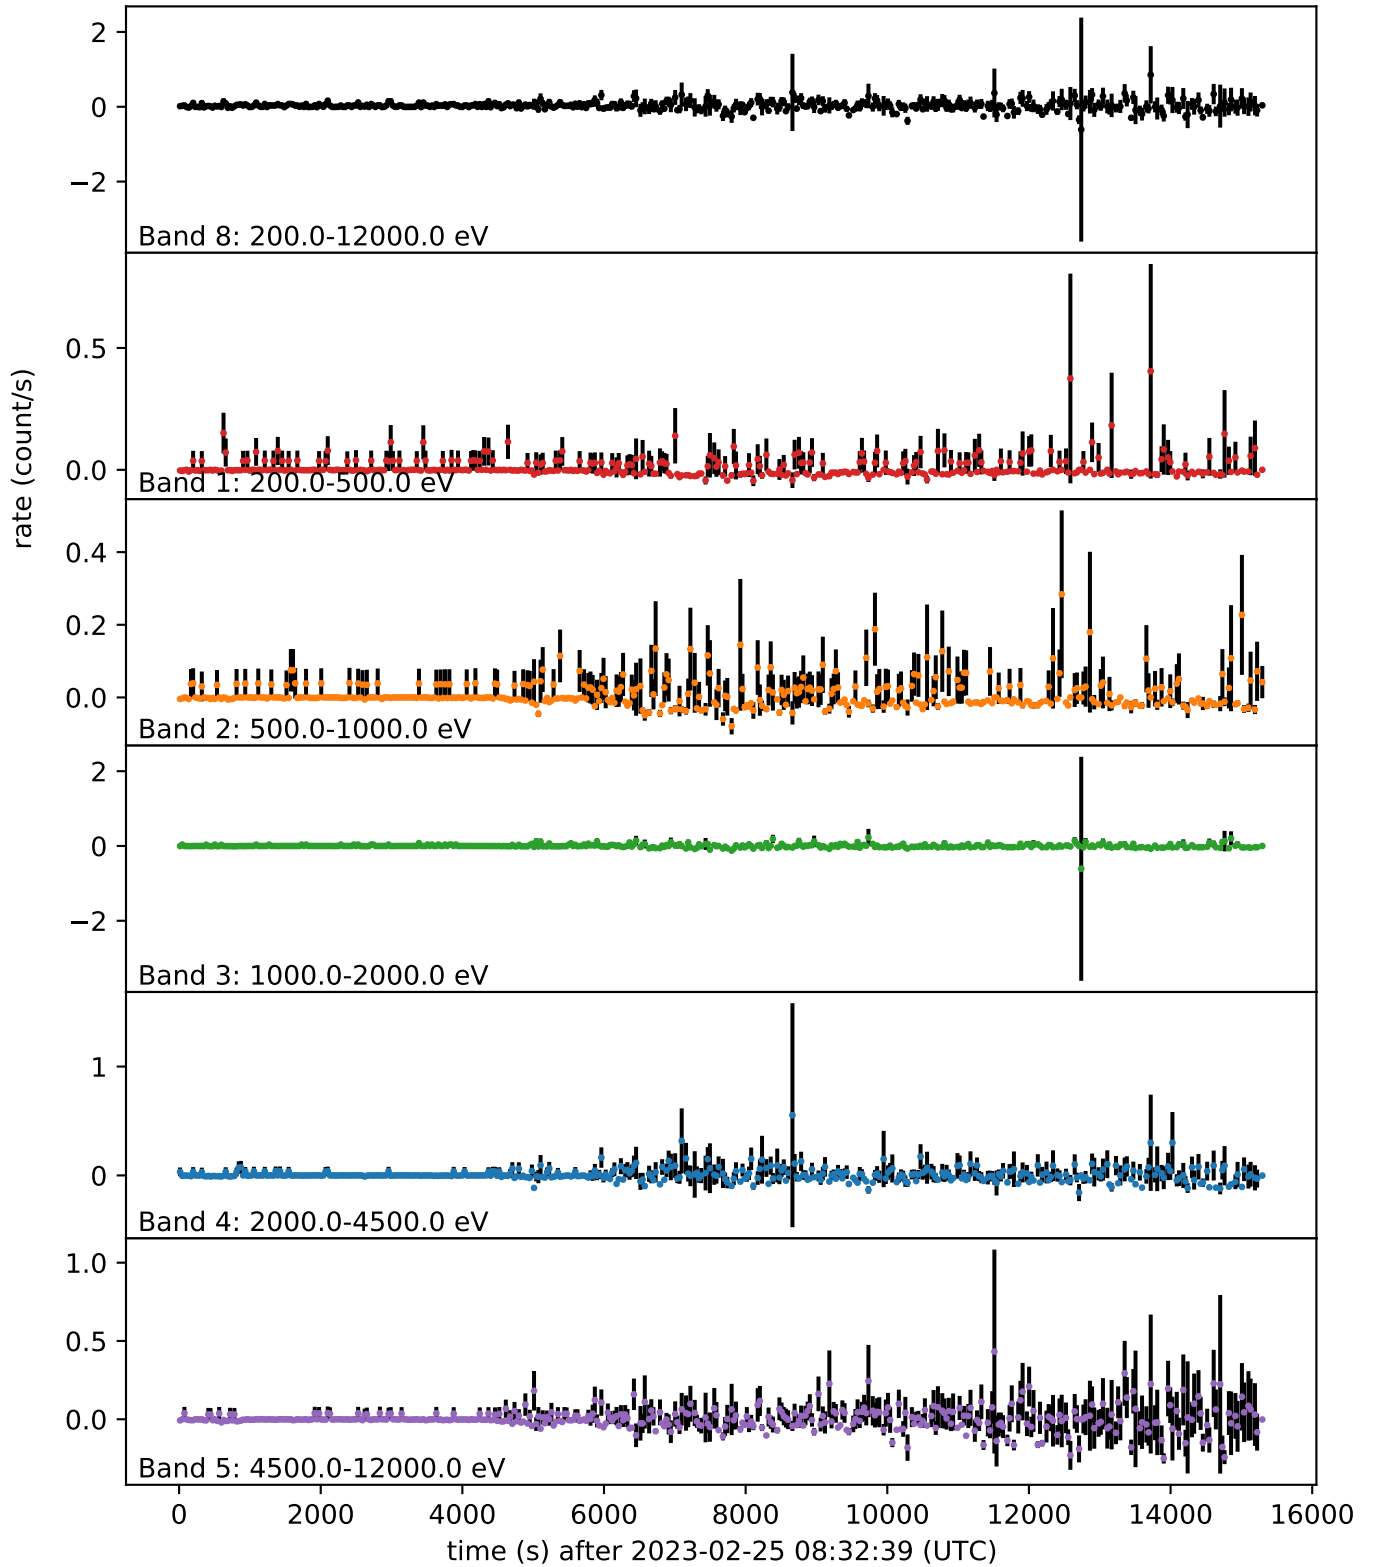 2
0
−2
Band 8: 200.0-12000.0 eV
0.5
0.0
Band 1: 200.0-500.0 eV
rate (count/s)
0.4
0.2
0.0
Band 2: 500.0-1000.0 eV
2
0
−2
Band 3: 1000.0-2000.0 eV
1
0
Band 4: 2000.0-4500.0 eV
1.0
0.5
0.0
Band 5: 4500.0-12000.0 eV
0 2000 4000 6000 8000 10000 12000 14000 16000
time (s) after 2023-02-25 08:32:39 (UTC)